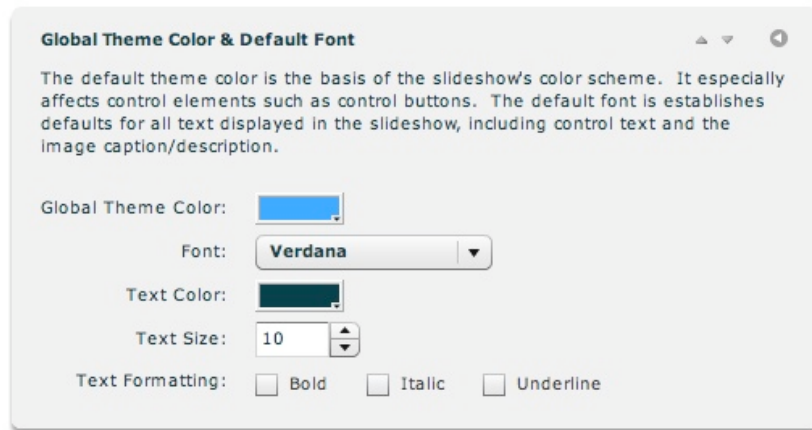 Global Theme Color & Default Font
The default theme color is the basis of the slideshow's color scheme. It especially
affects control elements such as control buttons. The default font is establishes
defaults for all text displayed in the slideshow, including control text and the
image caption/description.
Global Theme Color:
Font: Verdana
Text Color:
Text Size: 10
Text Formatting: Bold Italic Underline